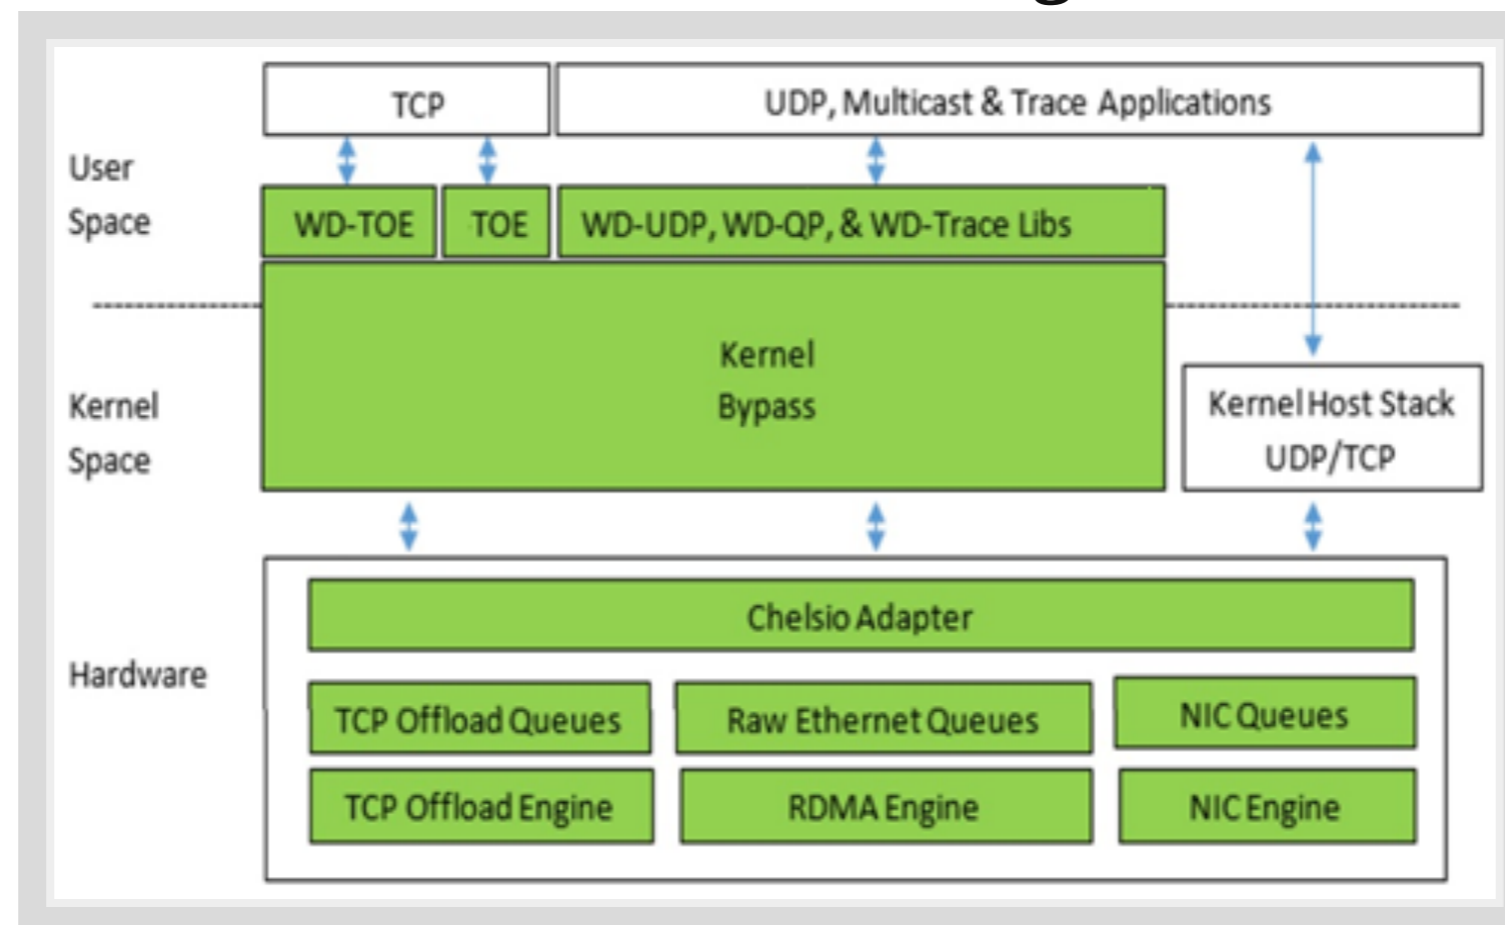 TCP
UDP, Multicast & Trace Applications
User
Space
WD-TOE
TOE
WD-UDP, WD-QP, & WD-Trace Libs
Kernel
Bypass
Kernel
Space
Kernel Host Stack
UDP/TCP
Hardware
Chelsio Adapter
TCP Offload Queues
Raw Ethernet Queues
NIC Queues
TCP Offload Engine
RDMA Engine
NIC Engine